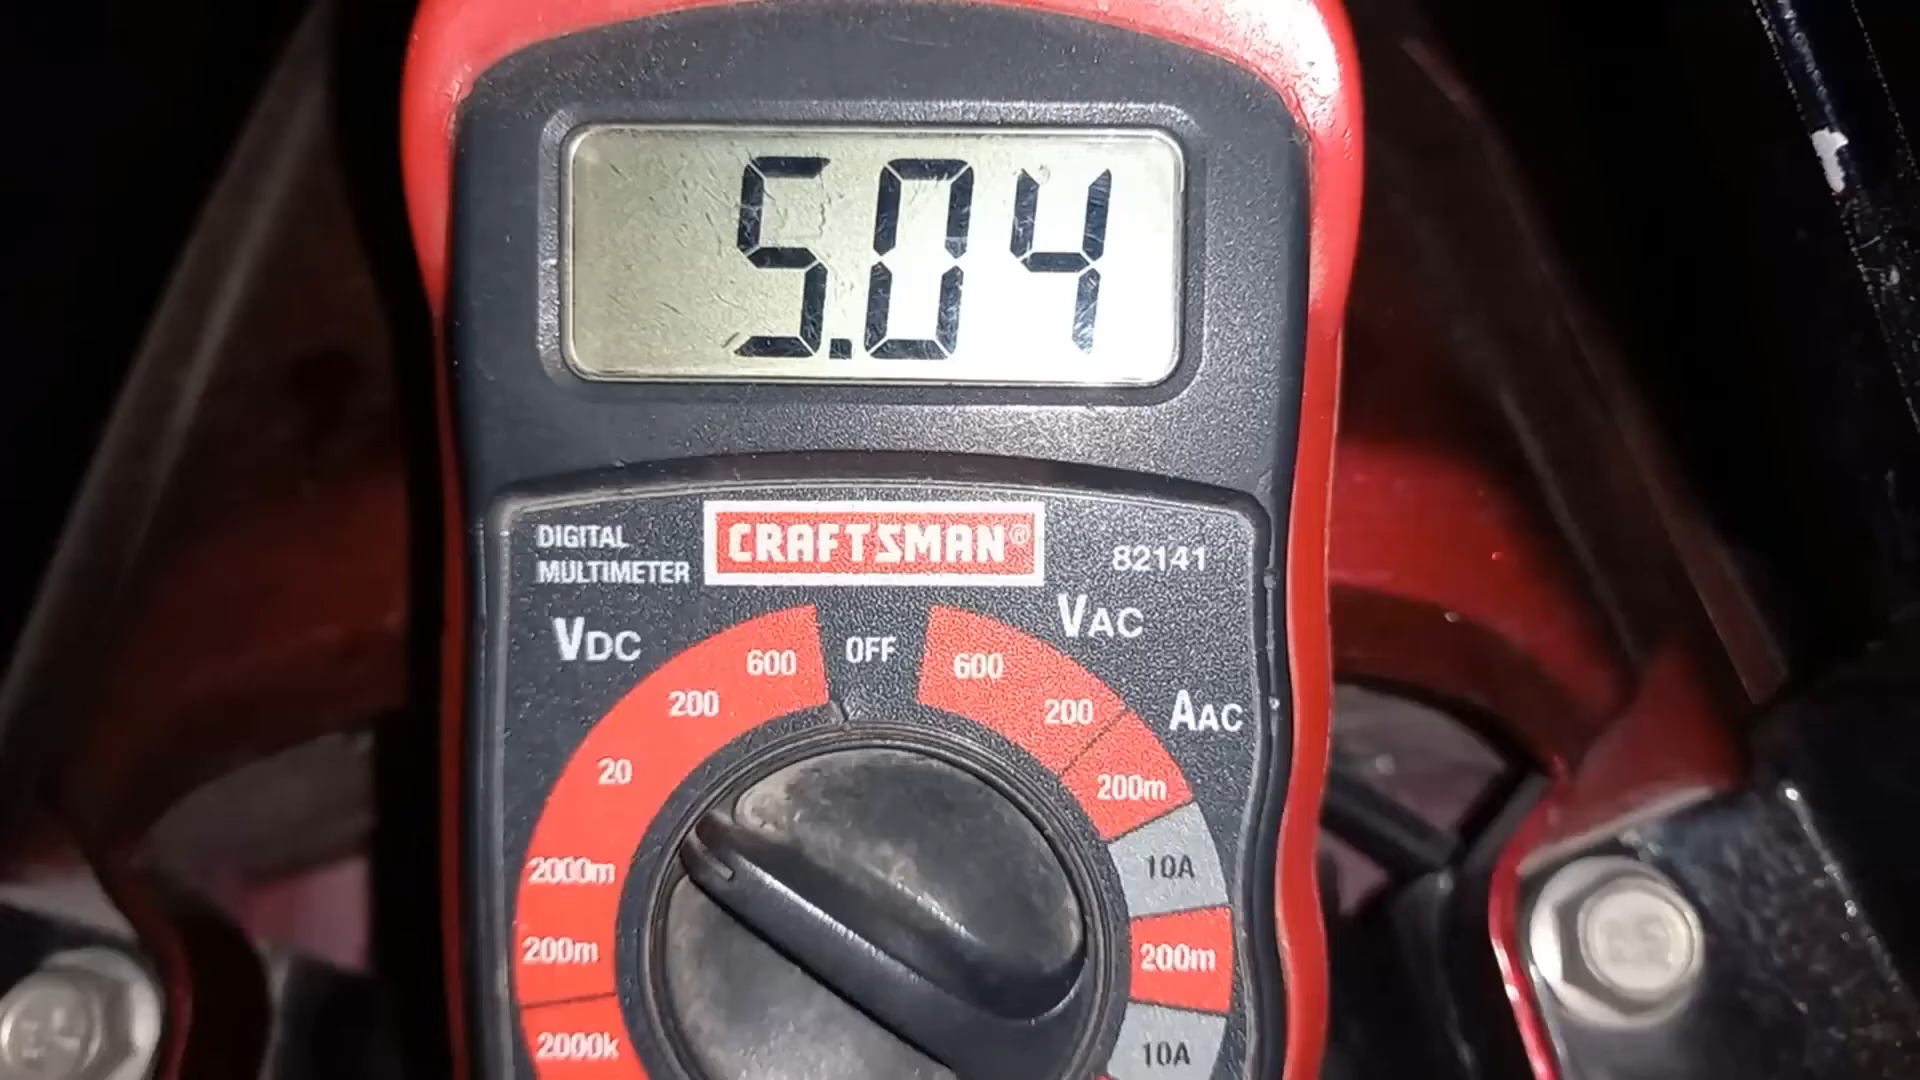 5.04
DIGITAL
MULTIMETER
CRAFTSMAN®
82141
VDC
OFF
VAC
600
600
200
200
AAC
20
200m
2000m
10A
200m
200m
2000k
10A